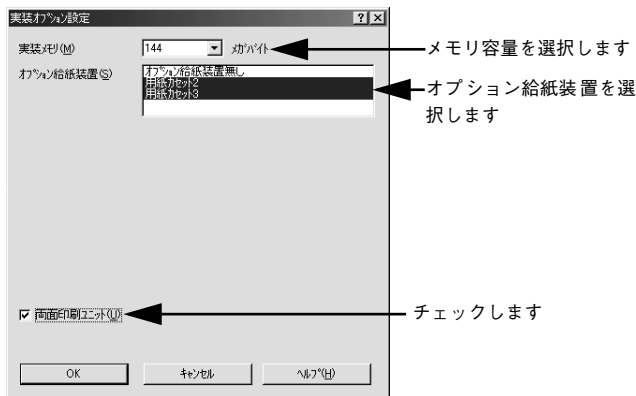 実装ｵﾌﾟｼｮﾝ設定
実装ﾒﾓﾘ(M)
144
ﾒｶﾞﾊﾞｲﾄ
メモリ容量を選択します
ｵﾌﾟｼｮﾝ給紙装置(S)
ｵﾌﾟｼｮﾝ給紙装置無し
用紙ｶｾｯﾄ2
用紙ｶｾｯﾄ3
オプション給紙装置を選
択します
両面印刷ﾕﾆｯﾄ(U)
チェックします
OK
ｷｬﾝｾﾙ
ﾍﾙﾌﾟ(H)